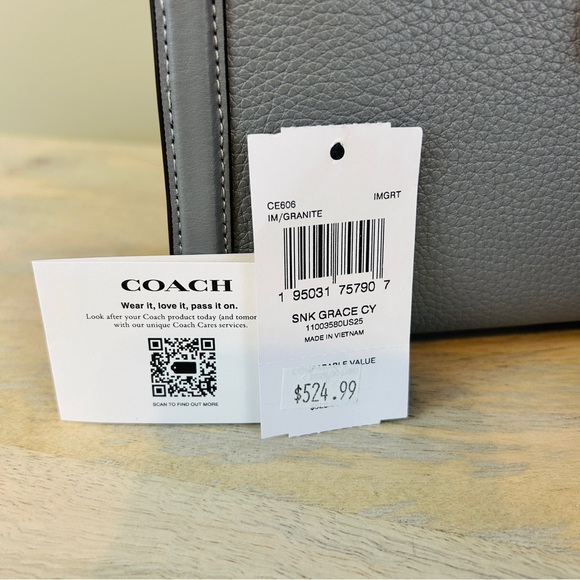 CE606 IMGRT
IM/GRANITE
1 95031 75790 7
SNK GRACE CY
11003580US25
MADE IN VIETNAM
VALUE
$524.99
COACH
Wear it, love it, pass it on.
Look after your Coach product today (and
with our unique Coach Cares services.
SCAN TO FIND OUT MORE